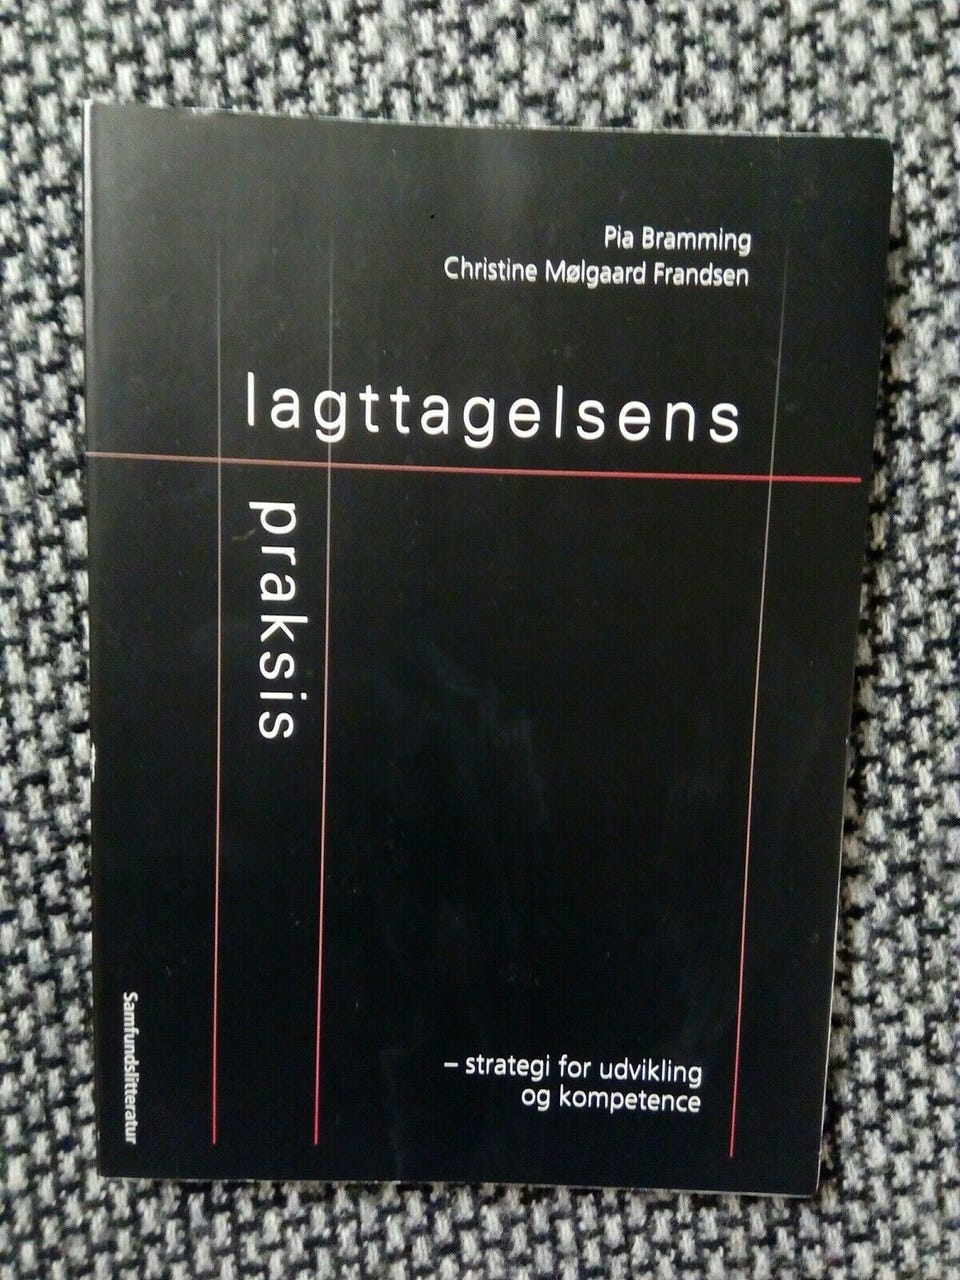 Pia Bramming
Christine Mølgaard Frandsen
Iagttagelsens
praksis
– strategi for udvikling
og kompetence
Samfundslitteratur